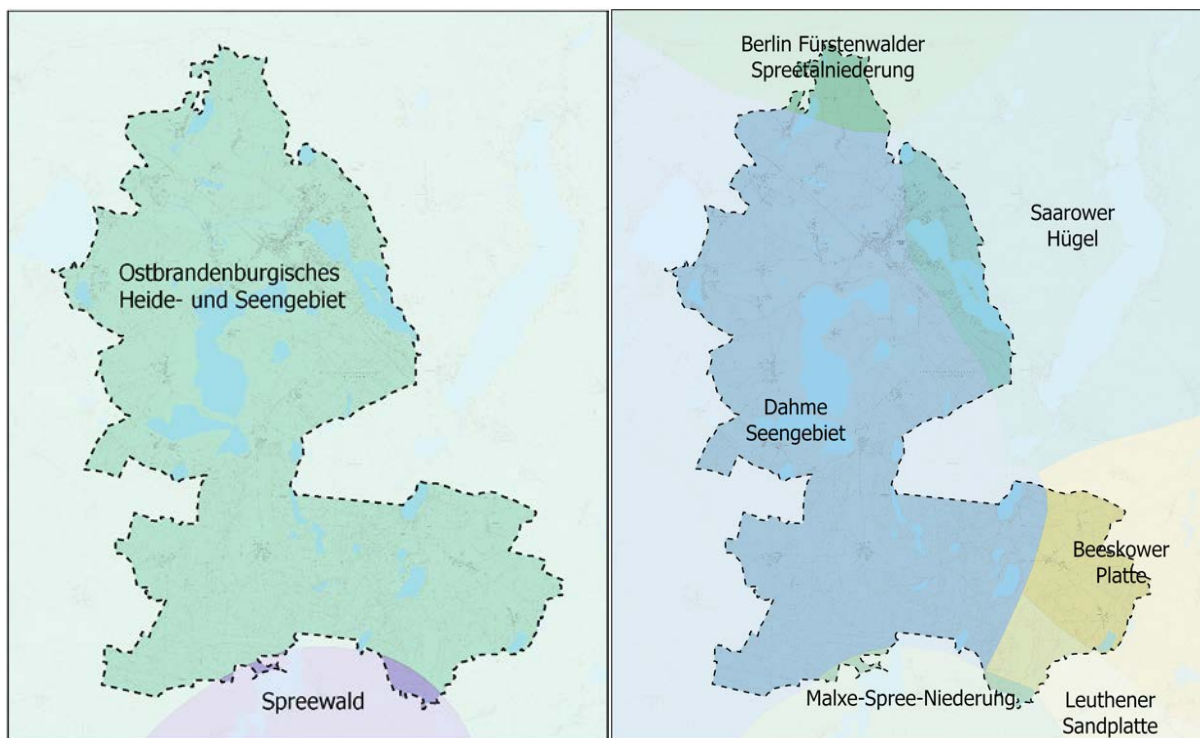 Ostbrandenburgisches
Heide- und Seengebiet
Spreewald
Berlin Fürstenwalder
Spreetalniederung
Saarower
Hügel
Dahme
Seengebiet
Beeskower
Platte
Malxe-Spree-Niederung
Leuthener
Sandplatte